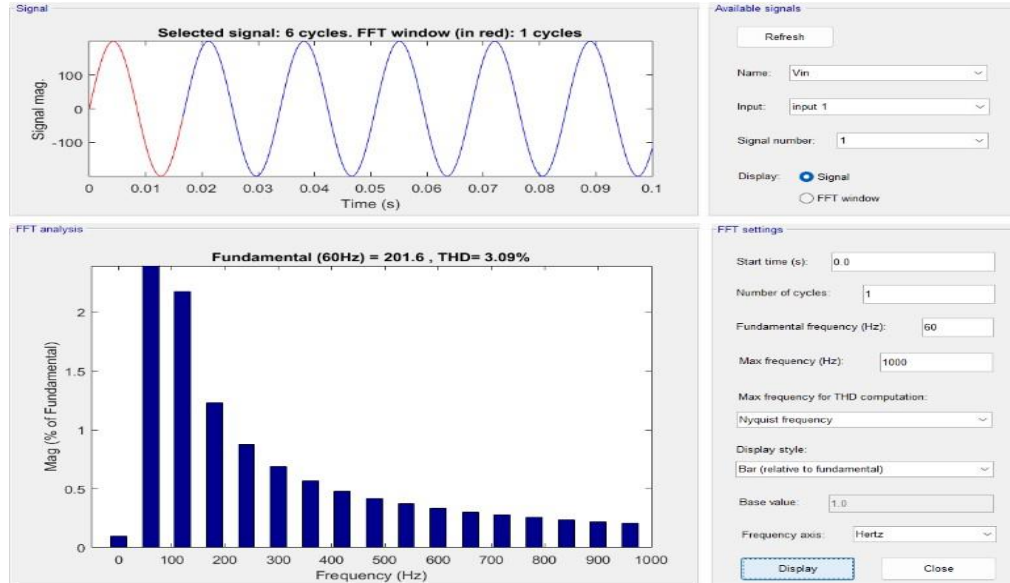 Signal
Selected signal: 6 cycles. FFT window (in red): 1 cycles
Signal mag.
100
0
-100
0 0.01 0.02 0.03 0.04 0.05 0.06 0.07 0.08 0.09 0.1
Time (s)
Available signals
Refresh
Name: Vin
Input: input 1
Signal number: 1
Display: Signal
FFT window
FFT analysis
Fundamental (60Hz) = 201.6 , THD= 3.09%
Mag (% of Fundamental)
2
1.5
1
0.5
0
0 100 200 300 400 500 600 700 800 900 1000
Frequency (Hz)
FFT settings
Start time (s): 0.0
Number of cycles: 1
Fundamental frequency (Hz): 60
Max frequency (Hz): 1000
Max frequency for THD computation:
Nyquist frequency
Display style:
Bar (relative to fundamental)
Base value: 1.0
Frequency axis: Hertz
Display Close